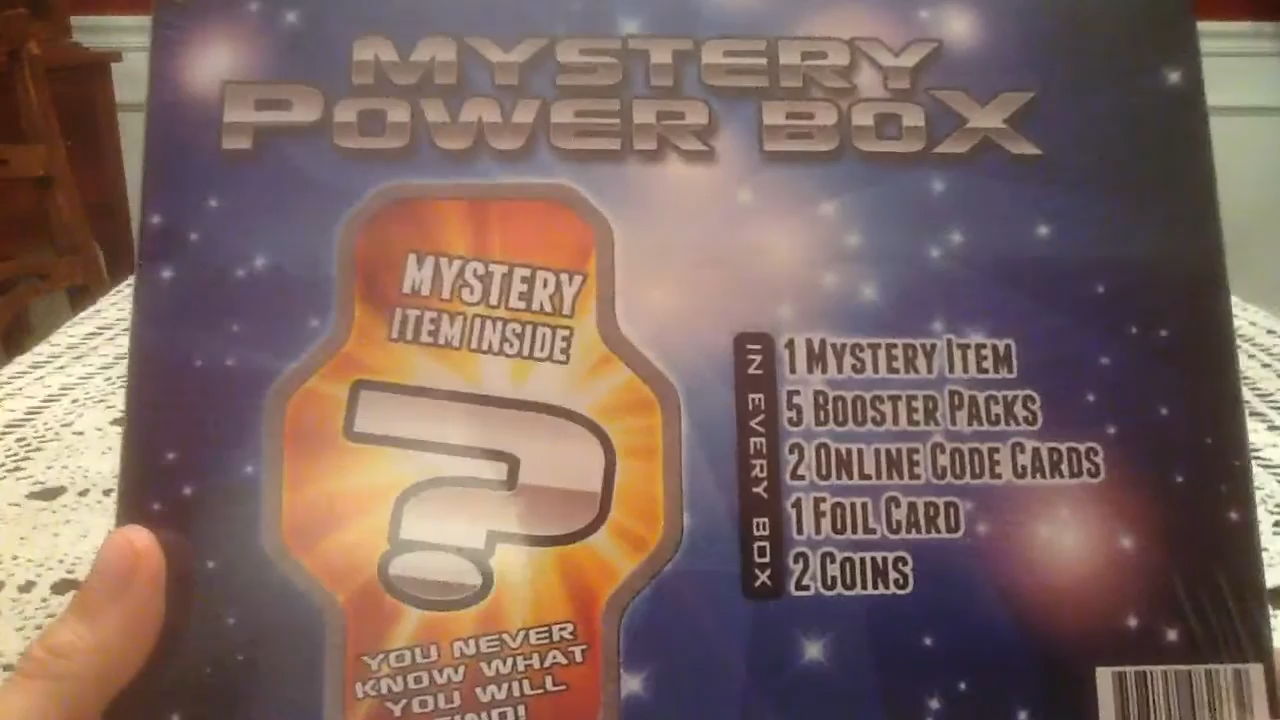 MYSTERY
POWER BOX
MYSTERY
ITEM INSIDE
?
YOU NEVER
KNOW WHAT
YOU WILL
FIND!
IN EVERY BOX
1 MYSTERY ITEM
5 BOOSTER PACKS
2 ONLINE CODE CARDS
1 FOIL CARD
2 COINS